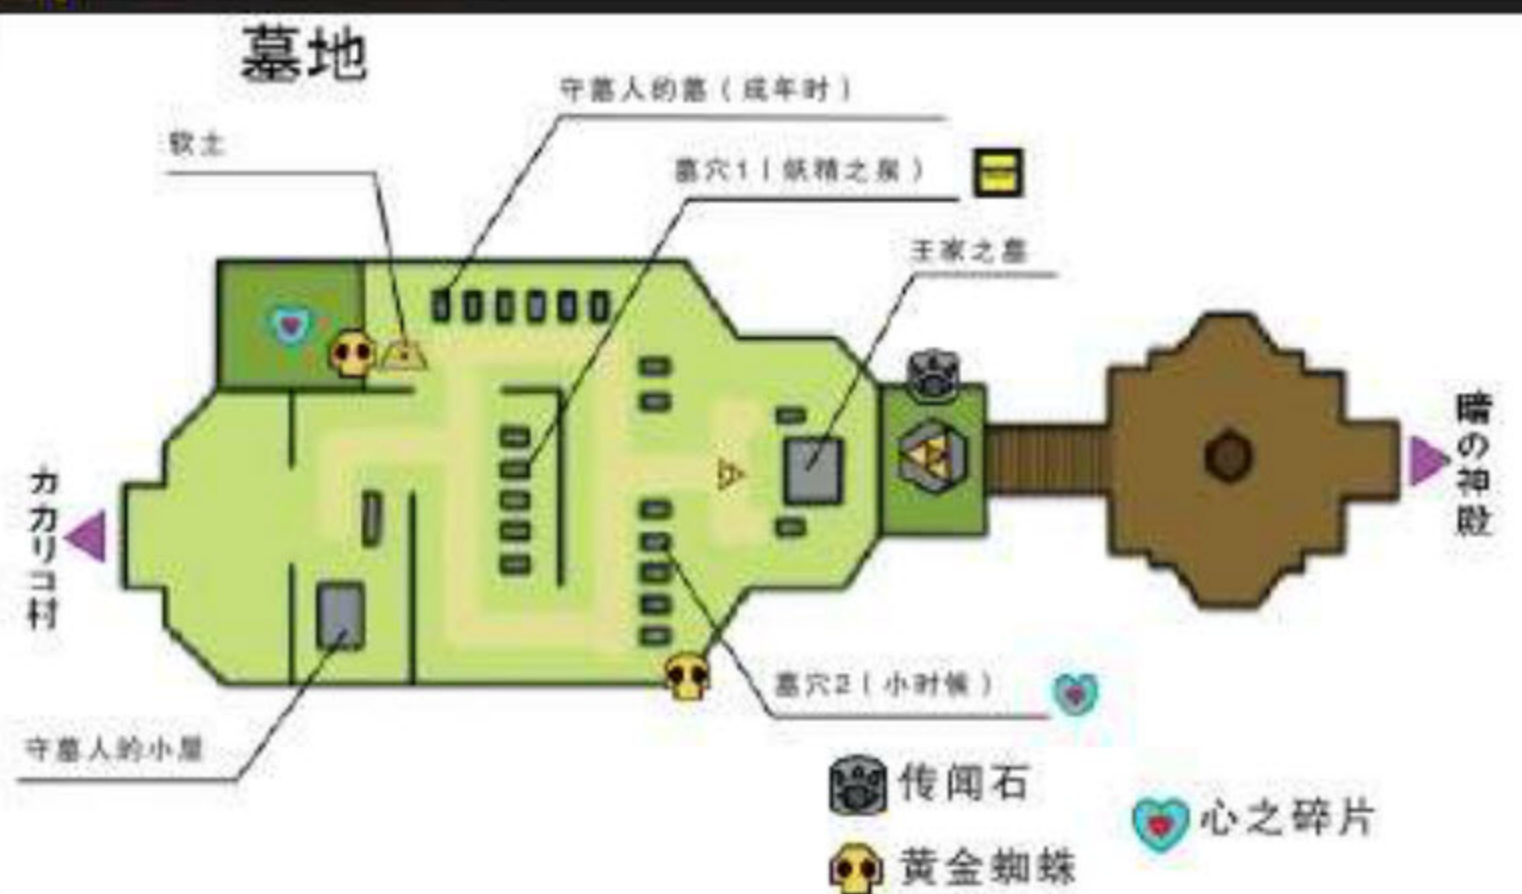 墓地
守墓人的墓(成年时)
软土
墓穴1(妖精之泉)
王家之墓
暗の神殿
カカリコ村
墓穴2(小时候)
守墓人的小屋
传闻石
心之碎片
黄金蜘蛛